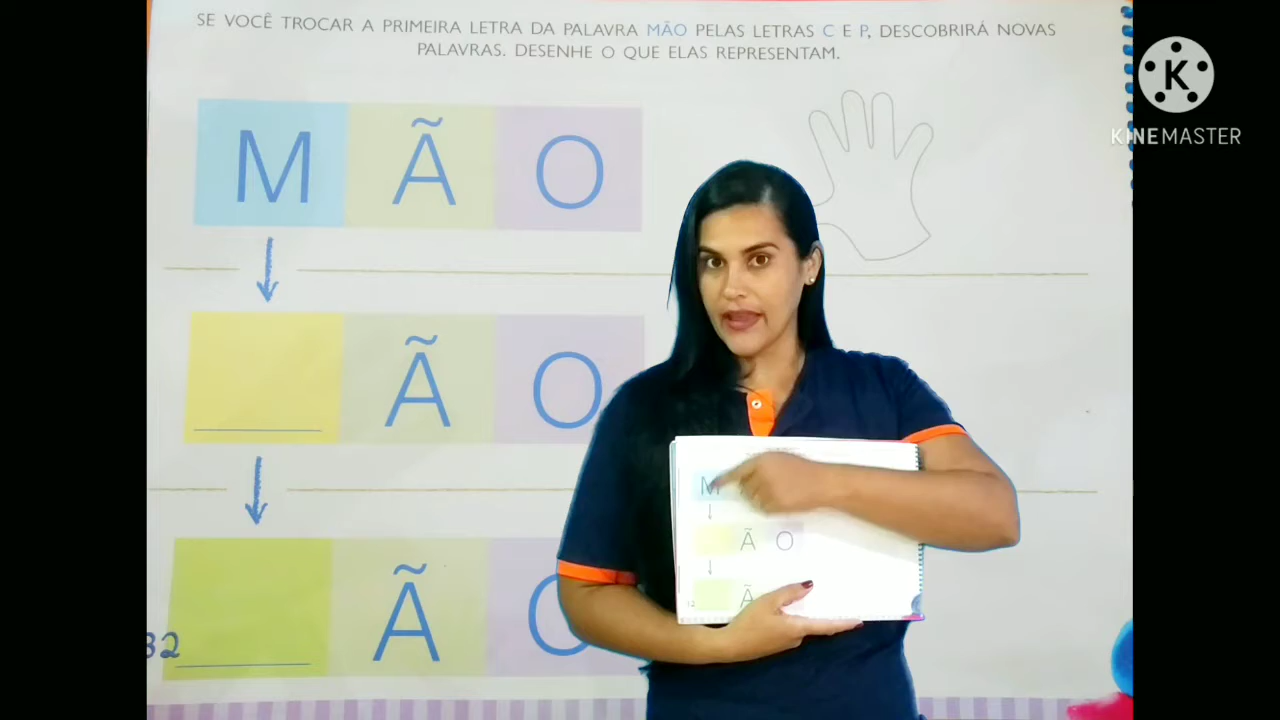 SE VOCÊ TROCAR A PRIMEIRA LETRA DA PALAVRA MÃO PELAS LETRAS C E P, DESCOBRIRÁ NOVAS
PALAVRAS. DESENHE O QUE ELAS REPRESENTAM.
KINEMASTER
M Ã O
Ã O
Ã O
32
M
Ã O
Ã